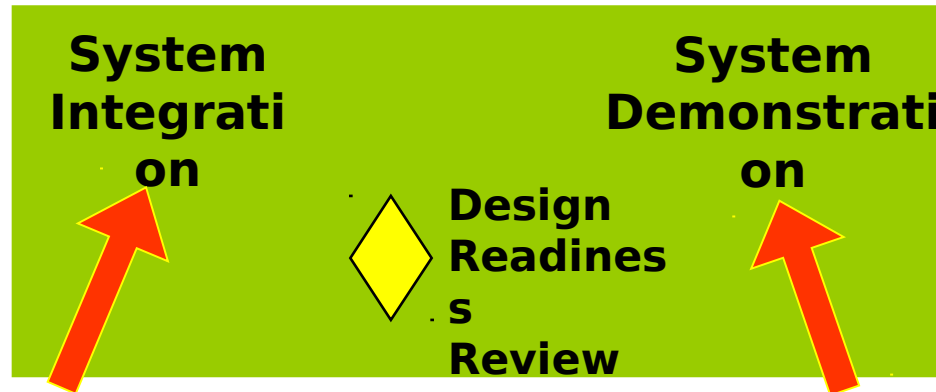 System
Integrati
on
Design
Readines
s
Review
System
Demonstrati
on